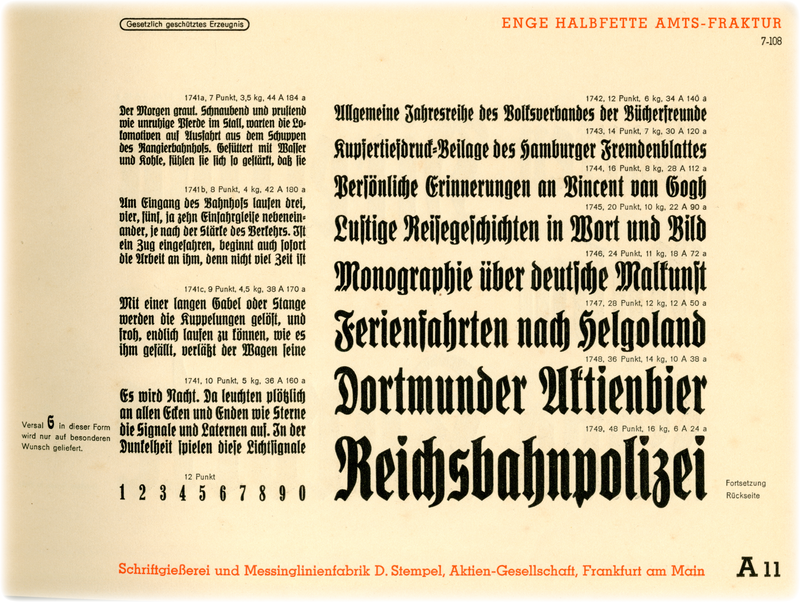 Gesetzlich geschütztes Erzeugnis
ENGE HALBFETTE AMTS-FRAKTUR
7-108
1741a, 7 Punkt, 3,5 kg, 44 A 184 a
Der Morgen graut. Schnaubend und prustend
wie unruhige Pferde im Stall, warten die Lo-
komotiven auf Ausfahrt aus dem Schuppen
des Rangierbahnhofs. Gefüttert mit Wasser
und Kohle, fühlen sie sich so gestärkt, daß sie
1741b, 8 Punkt, 4 kg, 42 A 180 a
Am Eingang des Bahnhofs laufen drei,
vier, fünf, ja zehn Einfahrgleise nebenein-
ander, je nach der Stärke des Verkehrs. Ist
ein Zug eingefahren, beginnt auch sofort
die Arbeit an ihm, denn nicht viel Zeit ist
1741c, 9 Punkt, 4,5 kg, 38 A 170 a
Mit einer langen Gabel oder Stange
werden die Kuppelungen gelöst, und
froh, endlich laufen zu können, wie es
ihm gefällt, verläßt der Wagen seine
1741, 10 Punkt, 5 kg, 36 A 160 a
Es wird Nacht. Da leuchten plötzlich
an allen Ecken und Enden wie Sterne
die Signale und Laternen auf. In der
Dunkelheit spielen diese Lichtsignale
12 Punkt
1 2 3 4 5 6 7 8 9 0
Versal G in dieser Form
wird nur auf besonderen
Wunsch geliefert.
1742, 12 Punkt, 6 kg, 34 A 140 a
Allgemeine Jahresreihe des Volksverbandes der Bücherfreunde
1743, 14 Punkt, 7 kg, 30 A 120 a
Kupfertiefdruck-Beilage des Hamburger Fremdenblattes
1744, 16 Punkt, 8 kg, 28 A 112 a
Persönliche Erinnerungen an Vincent van Gogh
1745, 20 Punkt, 10 kg, 22 A 90 a
Lustige Reisegeschichten in Wort und Bild
1746, 24 Punkt, 11 kg, 18 A 72 a
Monographie über deutsche Malkunst
1747, 28 Punkt, 12 kg, 12 A 50 a
Ferienfahrten nach Helgoland
1748, 36 Punkt, 14 kg, 10 A 38 a
Dortmunder Aktienbier
1749, 48 Punkt, 16 kg, 6 A 24 a
Reichsbahnpolizei
Fortsetzung
Rückseite
Schriftgießerei und Messinglinienfabrik D. Stempel, Aktien-Gesellschaft, Frankfurt am Main
A 11